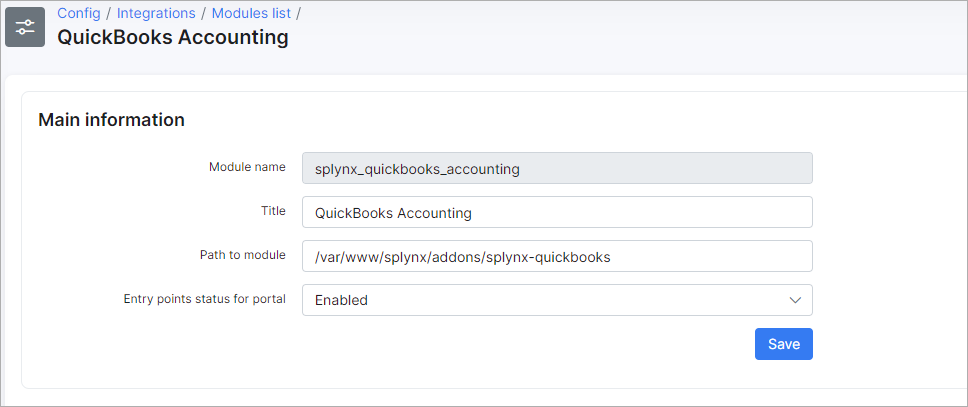 Config / Integrations / Modules list /
QuickBooks Accounting
Main information
Module name splynx_quickbooks_accounting
Title QuickBooks Accounting
Path to module /var/www/splynx/addons/splynx-quickbooks
Entry points status for portal Enabled
Save